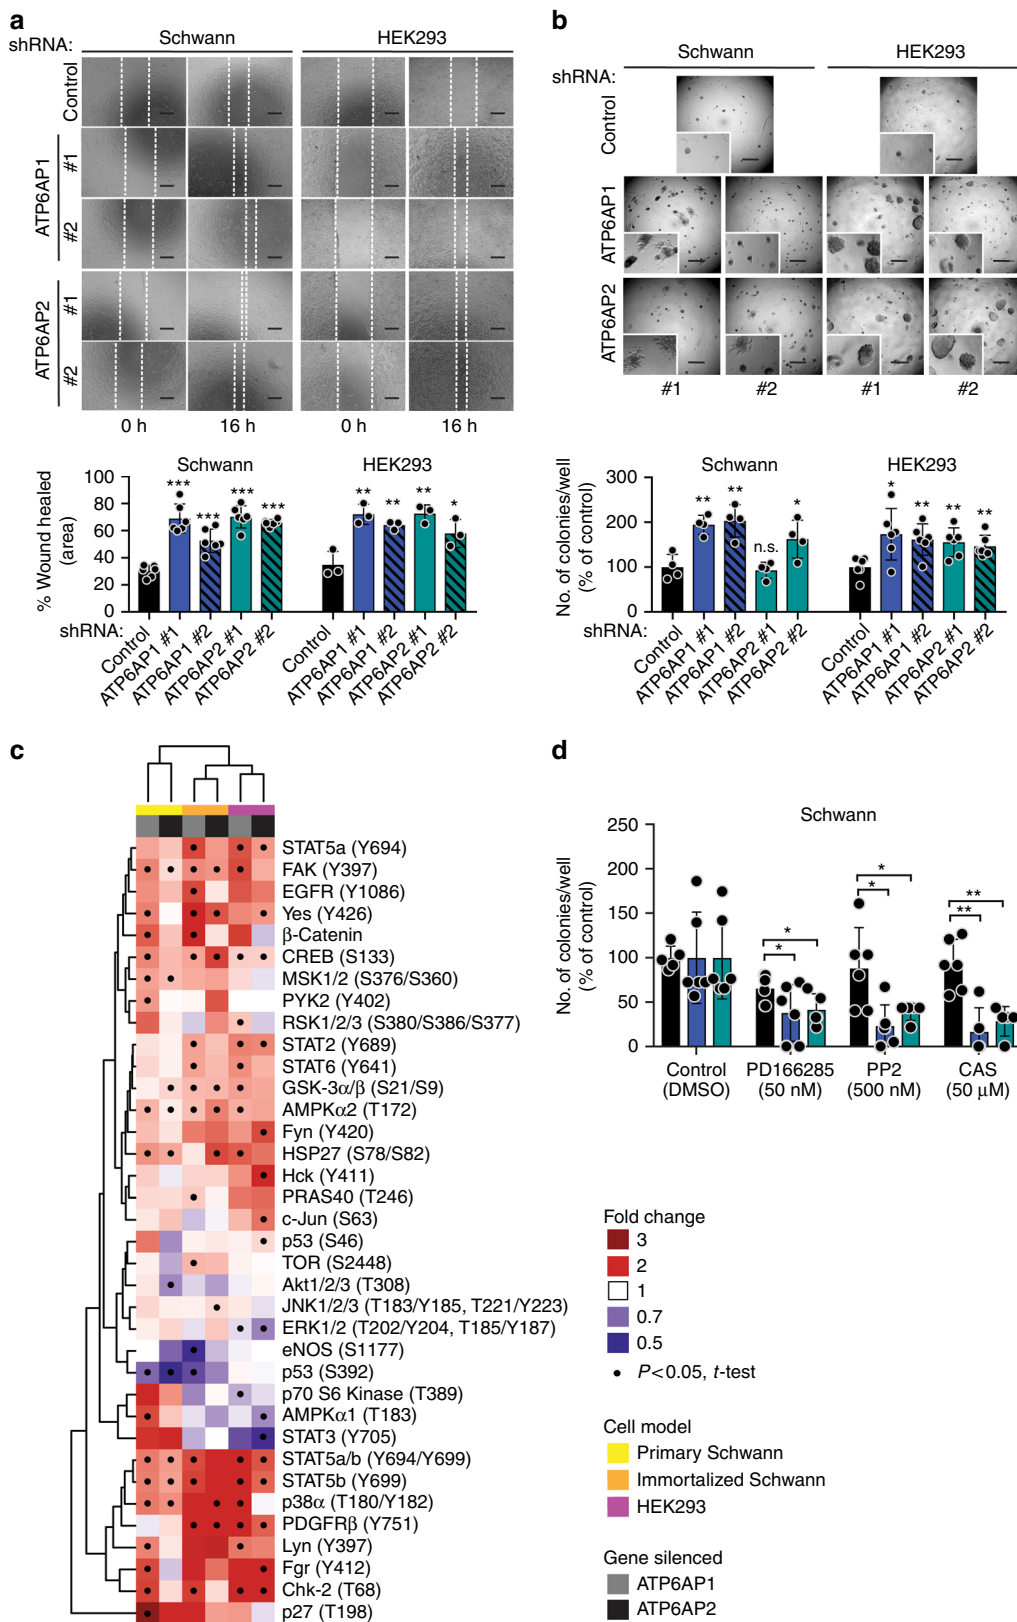 a
shRNA:
Schwann
HEK293
Control
ATP6AP1
#1
#2
ATP6AP2
#1
#2
0 h
16 h
0 h
16 h
Schwann
HEK293
% Wound healed
(area)
100
80
60
40
20
0
***
***
***
***
**
**
**
*
shRNA:
Control
ATP6AP1 #1
ATP6AP1 #2
ATP6AP2 #1
ATP6AP2 #2
Control
ATP6AP1 #1
ATP6AP1 #2
ATP6AP2 #1
ATP6AP2 #2
b
Schwann
HEK293
shRNA:
Control
ATP6AP1
ATP6AP2
#1
#2
#1
#2
Schwann
HEK293
No. of colonies/well
(% of control)
300
200
100
0
**
**
n.s.
*
*
**
**
**
shRNA:
Control
ATP6AP1 #1
ATP6AP1 #2
ATP6AP2 #1
ATP6AP2 #2
Control
ATP6AP1 #1
ATP6AP1 #2
ATP6AP2 #1
ATP6AP2 #2
c
STAT5a (Y694)
FAK (Y397)
EGFR (Y1086)
Yes (Y426)
β-Catenin
CREB (S133)
MSK1/2 (S376/S360)
PYK2 (Y402)
RSK1/2/3 (S380/S386/S377)
STAT2 (Y689)
STAT6 (Y641)
GSK-3α/β (S21/S9)
AMPKα2 (T172)
Fyn (Y420)
HSP27 (S78/S82)
Hck (Y411)
PRAS40 (T246)
c-Jun (S63)
p53 (S46)
TOR (S2448)
Akt1/2/3 (T308)
JNK1/2/3 (T183/Y185, T221/Y223)
ERK1/2 (T202/Y204, T185/Y187)
eNOS (S1177)
p53 (S392)
p70 S6 Kinase (T389)
AMPKα1 (T183)
STAT3 (Y705)
STAT5a/b (Y694/Y699)
STAT5b (Y699)
p38α (T180/Y182)
PDGFRβ (Y751)
Lyn (Y397)
Fgr (Y412)
Chk-2 (T68)
p27 (T198)
d
Schwann
No. of colonies/well
(% of control)
250
200
150
100
50
0
*
*
*
*
**
**
Control
(DMSO)
PD166285
(50 nM)
PP2
(500 nM)
CAS
(50 μM)
Fold change
3
2
1
0.7
0.5
• P<0.05, t-test
Cell model
Primary Schwann
Immortalized Schwann
HEK293
Gene silenced
ATP6AP1
ATP6AP2